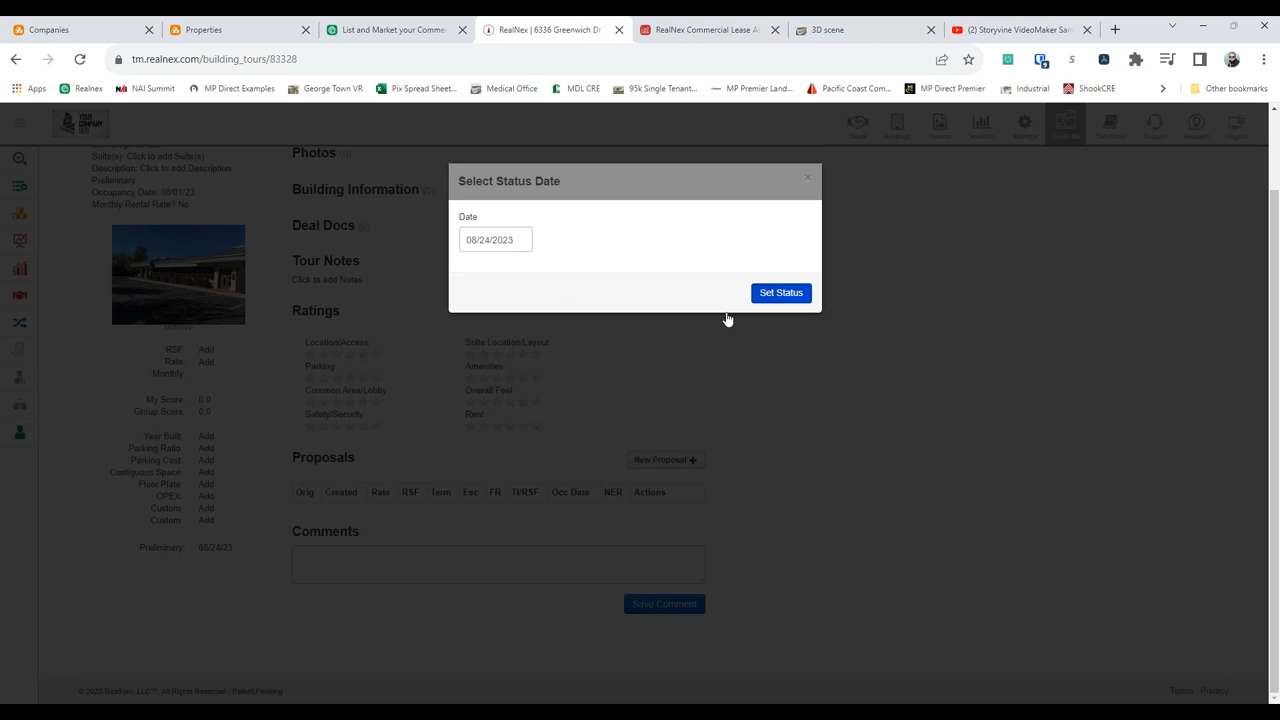 Companies
Properties
List and Market your Commer
RealNex | 6336 Greenwich Dr
RealNex Commercial Lease A
3D scene
(2) Storyvine VideoMaker Sam
tm.realnex.com/building_tours/83328
Apps
Realnex
NAI Summit
MP Direct Examples
George Town VR
Pix Spread Sheet...
Medical Office
MDL CRE
95k Single Tenant...
MP Premier Land...
Pacific Coast Com...
MP Direct Premier
Industrial
ShookCRE
Other bookmarks
YOUR
COMPANY
Suite(s): Click to add Suite(s)
Description: Click to add Description
Preliminary
Occupancy Date: 08/01/23
Monthly Rental Rate? No
remove
RSF: Add
Rate: Add
Monthly:
My Score: 0.0
Group Score: 0.0
Year Built: Add
Parking Ratio: Add
Parking Cost: Add
Contiguous Space: Add
Floor Plate: Add
OPEX: Add
Custom: Add
Custom: Add
Preliminary: 08/24/23
Photos (0)
Building Information (0)
Deal Docs (0)
Tour Notes
Click to add Notes
Ratings
Location/Access
Suite Location/Layout
Parking
Amenities
Common Area/Lobby
Overall Feel
Safety/Security
Rent
Proposals
New Proposal +
Orig Created Rate RSF Term Esc FR TI/RSF Occ Date NER Actions
Comments
Save Comment
Select Status Date
×
Date
08/24/2023
Set Status
© 2023 RealNex, LLC™. All Rights Reserved | Patent Pending
Terms Privacy